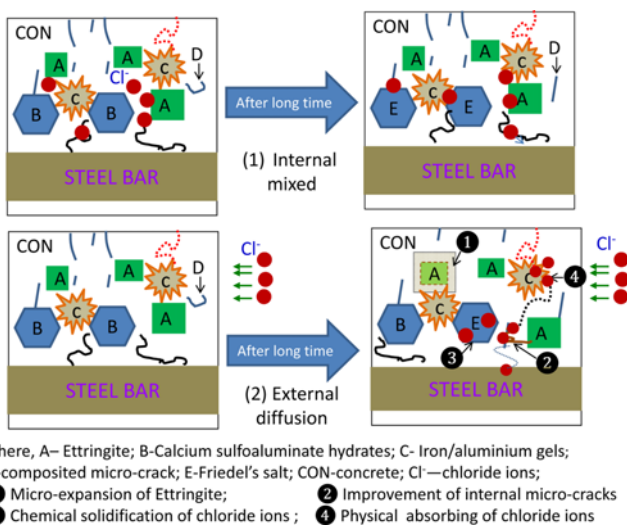 CON
A
A
C
D
Cl-
B
C
B
A
STEEL BAR
After long time
(1) Internal
mixed
CON
A
A
C
D
E
C
E
A
STEEL BAR
CON
A
A
C
D
B
C
B
A
STEEL BAR
Cl-
After long time
(2) External
diffusion
CON
1
A
A
C
4
Cl-
B
C
E
A
3
2
STEEL BAR
here, A– Ettringite; B-Calcium sulfoaluminate hydrates; C- Iron/aluminium gels;
composited micro-crack; E-Friedel's salt; CON-concrete; Cl-—chloride ions;
Micro-expansion of Ettringite; 2 Improvement of internal micro-cracks
Chemical solidification of chloride ions ; 4 Physical absorbing of chloride ions